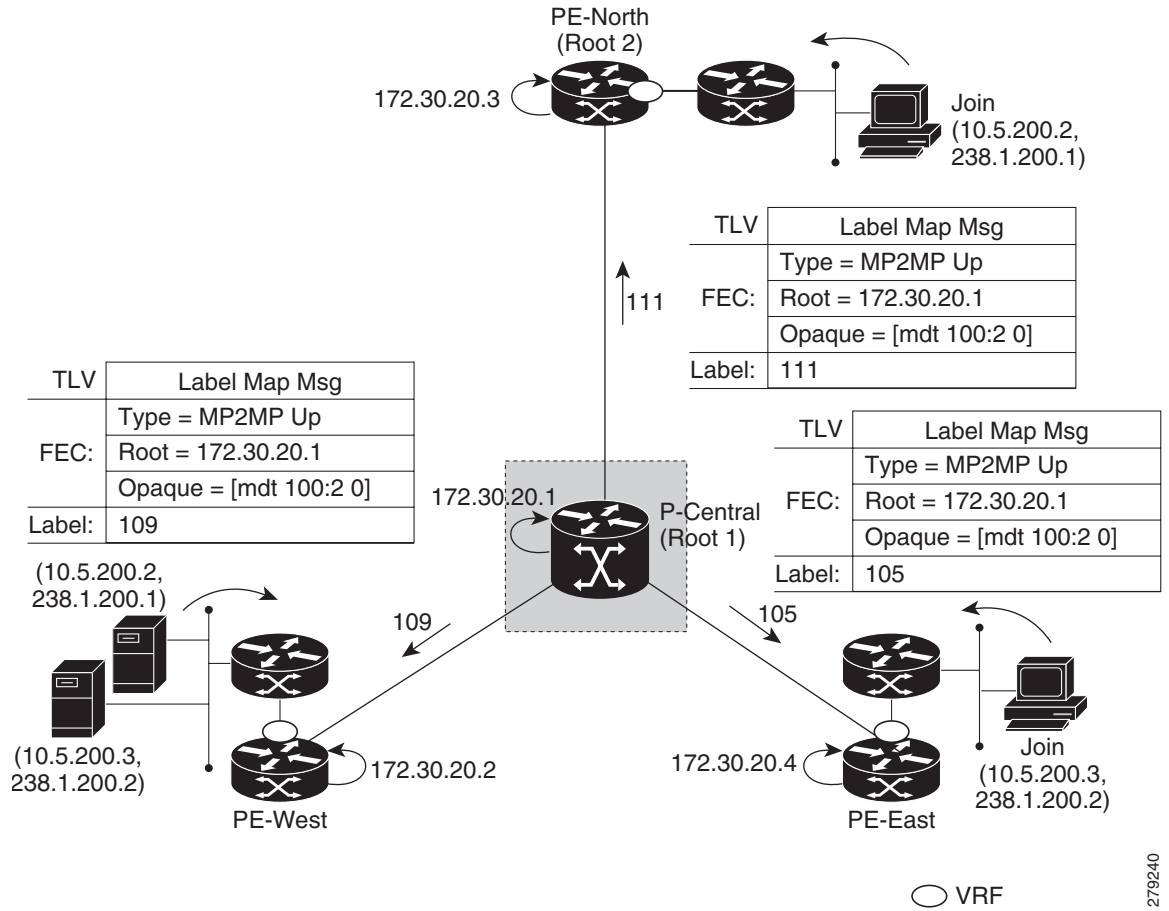 PE-North
(Root 2)
172.30.20.3
Join
(10.5.200.2,
238.1.200.1)
TLV Label Map Msg
Type = MP2MP Up
FEC: Root = 172.30.20.1
Opaque = [mdt 100:2 0]
Label: 111
111
TLV Label Map Msg
Type = MP2MP Up
FEC: Root = 172.30.20.1
Opaque = [mdt 100:2 0]
Label: 109
TLV Label Map Msg
Type = MP2MP Up
FEC: Root = 172.30.20.1
Opaque = [mdt 100:2 0]
Label: 105
172.30.20.1
P-Central
(Root 1)
(10.5.200.2,
238.1.200.1)
109
105
(10.5.200.3,
238.1.200.2)
172.30.20.2
PE-West
172.30.20.4
PE-East
Join
(10.5.200.3,
238.1.200.2)
VRF
279240